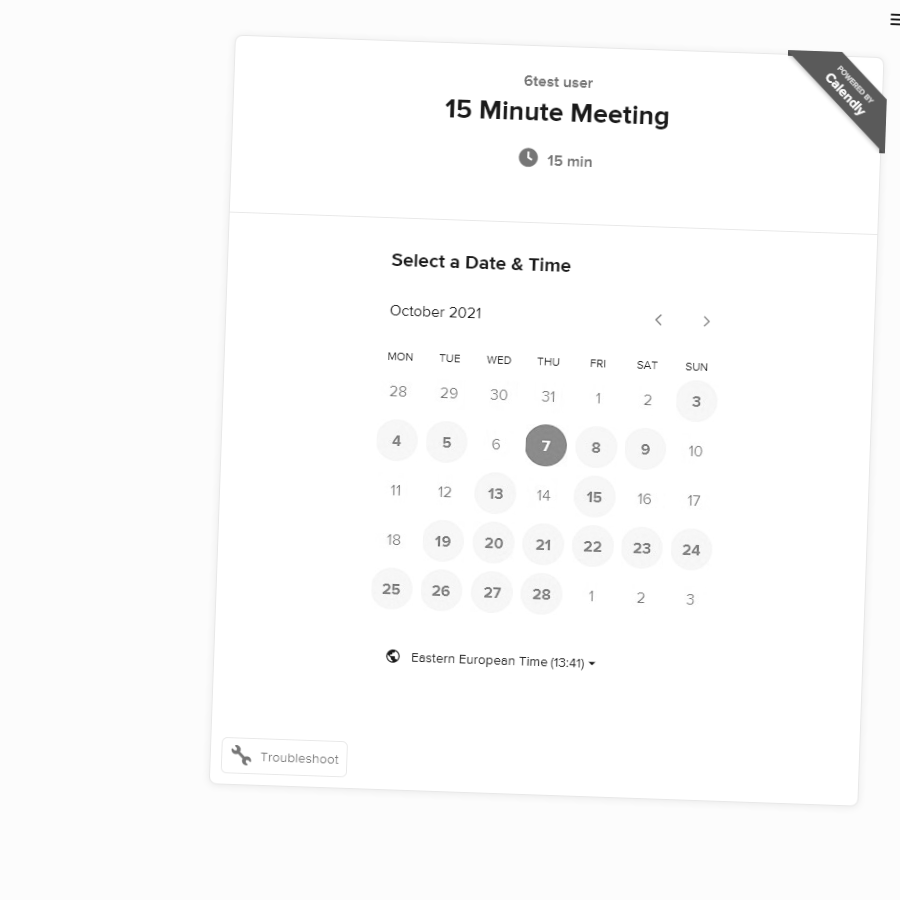 POWERED BY
Calendly
6test user
15 Minute Meeting
15 min
Select a Date & Time
October 2021
MON TUE WED THU FRI SAT SUN
28 29 30 31 1 2 3
4 5 6 7 8 9 10
11 12 13 14 15 16 17
18 19 20 21 22 23 24
25 26 27 28 1 2 3
Eastern European Time (13:41)
Troubleshoot